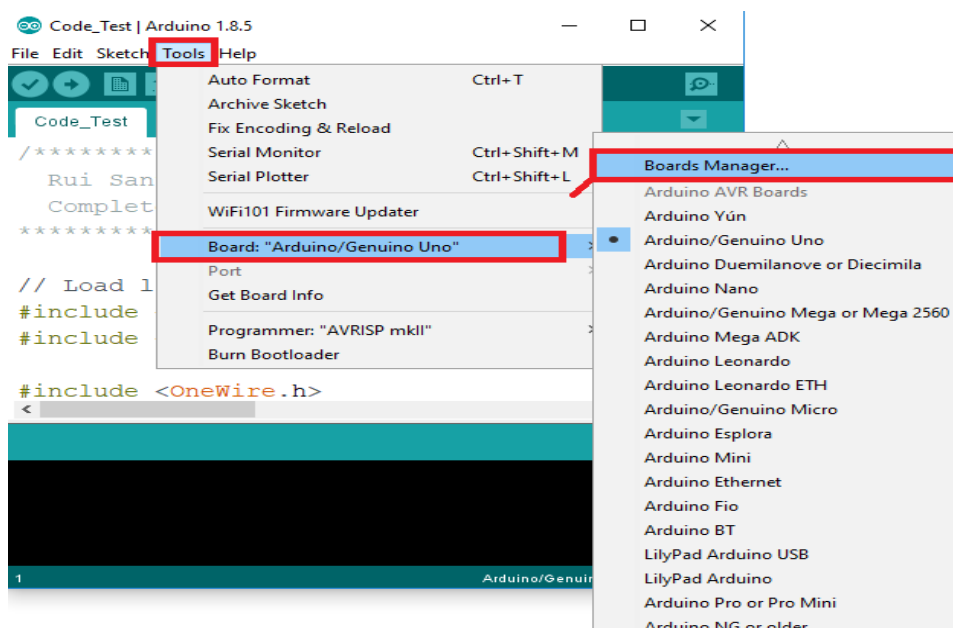 Code_Test | Arduino 1.8.5
File Edit Sketch Tools Help
Code_Test
/********
Rui San
Complet
*********
// Load l
#include
#include
#include <OneWire.h>
Auto Format Ctrl+T
Archive Sketch
Fix Encoding & Reload
Serial Monitor Ctrl+Shift+M
Serial Plotter Ctrl+Shift+L
WiFi101 Firmware Updater
Board: "Arduino/Genuino Uno"
Port
Get Board Info
Programmer: "AVRISP mkII"
Burn Bootloader
Boards Manager...
Arduino AVR Boards
Arduino Yún
Arduino/Genuino Uno
Arduino Duemilanove or Diecimila
Arduino Nano
Arduino/Genuino Mega or Mega 2560
Arduino Mega ADK
Arduino Leonardo
Arduino Leonardo ETH
Arduino/Genuino Micro
Arduino Esplora
Arduino Mini
Arduino Ethernet
Arduino Fio
Arduino BT
LilyPad Arduino USB
LilyPad Arduino
Arduino Pro or Pro Mini
Arduino NG or older
1 Arduino/Genuin